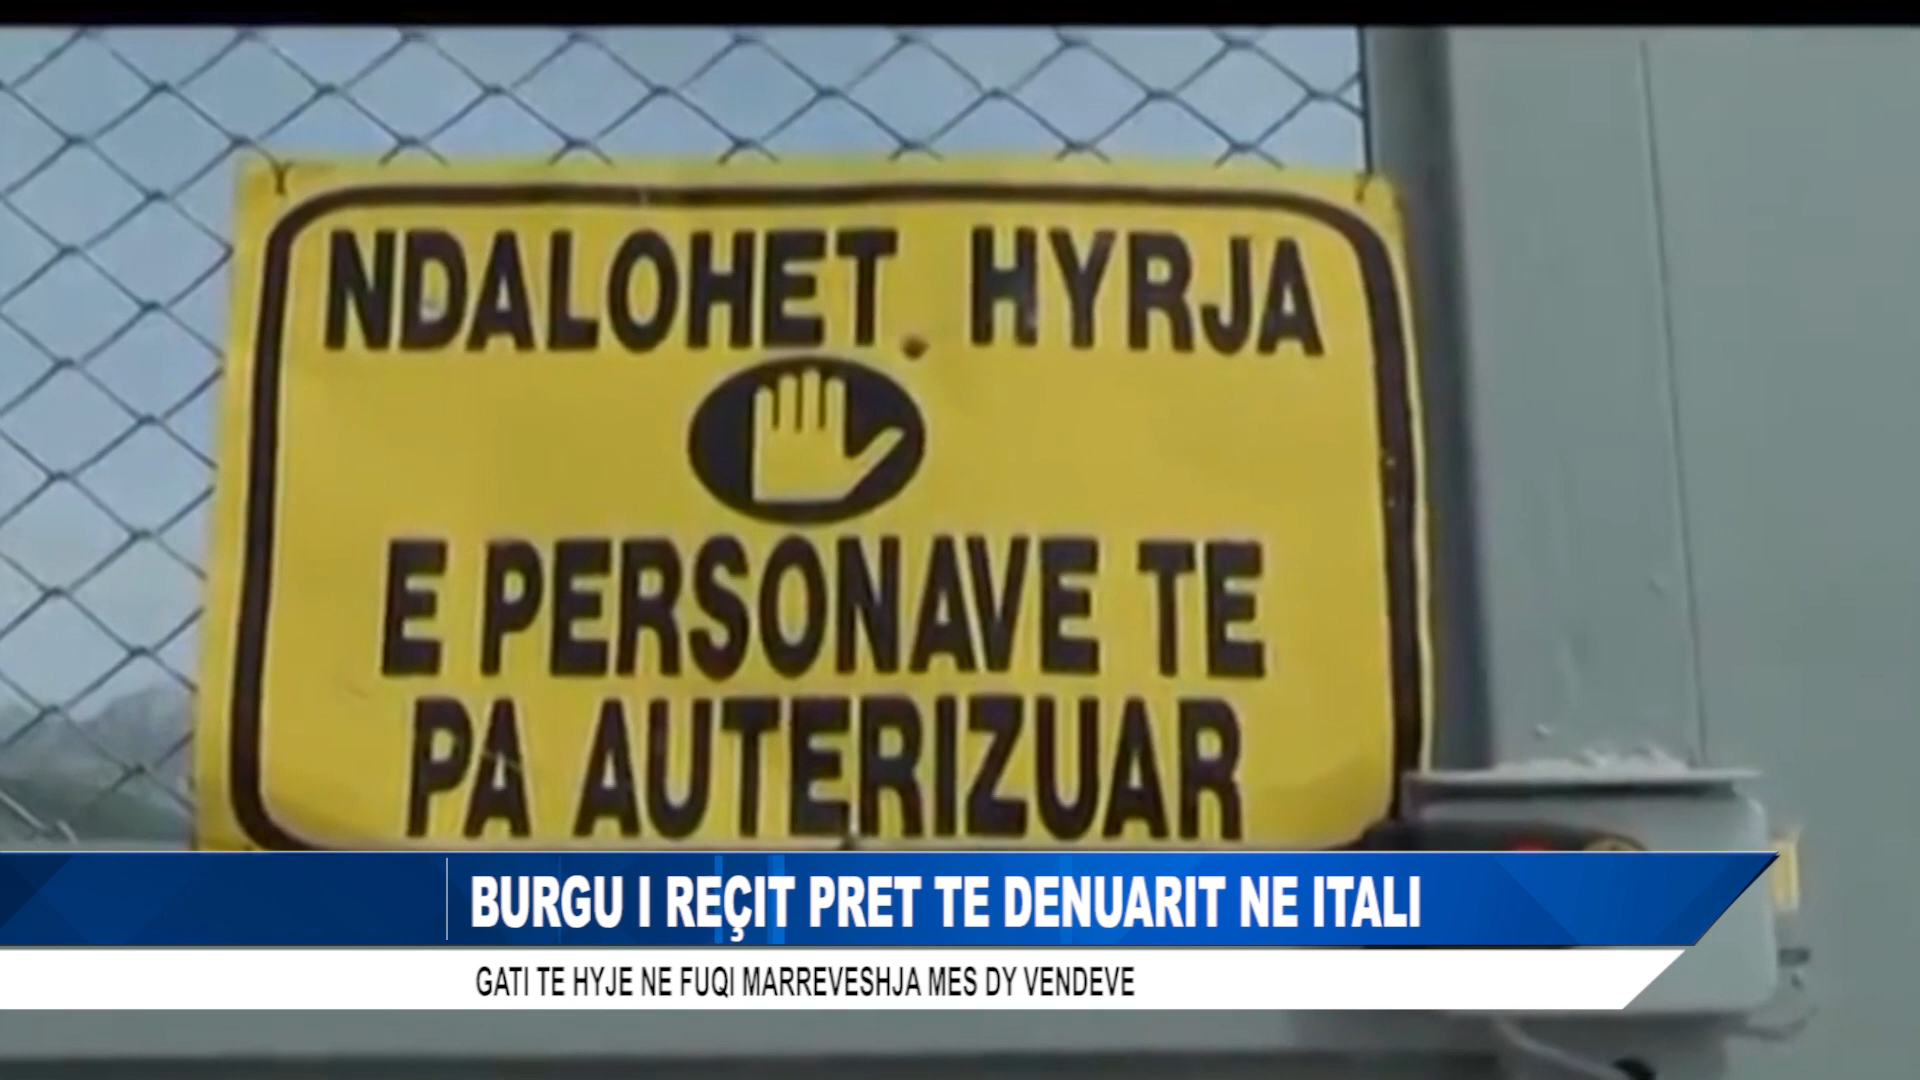 NDALOHET HYRJA
E PERSONAVE TE
PA AUTERIZUAR
BURGU I REÇIT PRET TE DENUARIT NE ITALI
GATI TE HYJE NE FUQI MARREVESHJA MES DY VENDEVE